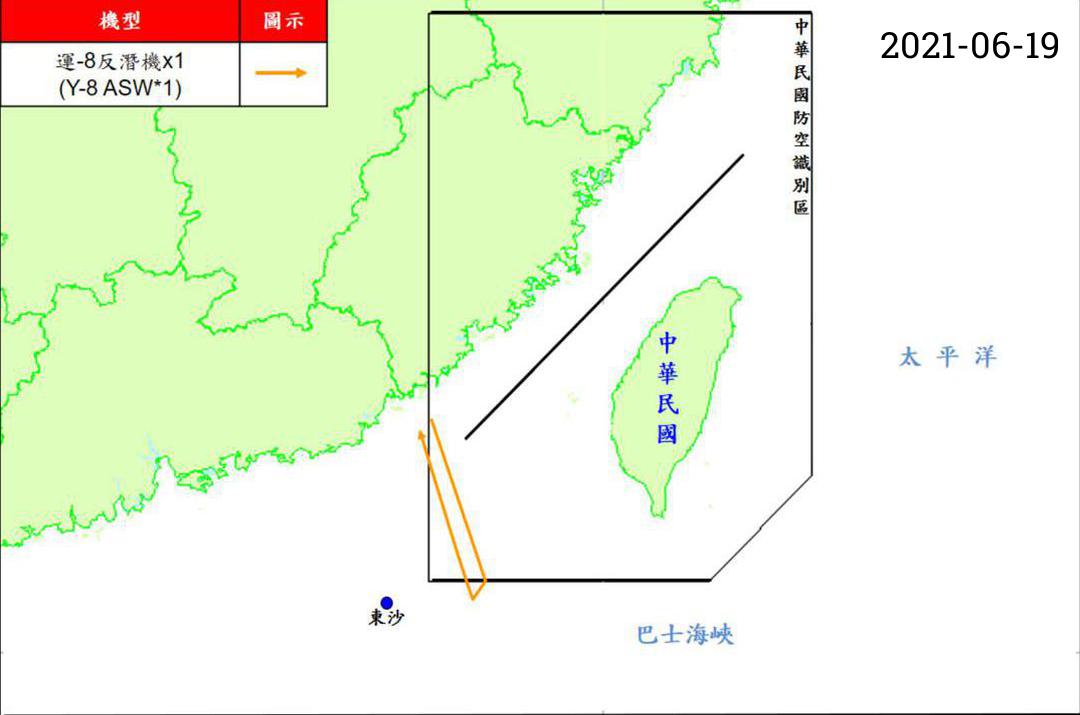 機型
圖示
運-8反潛機x1
(Y-8 ASW*1)
中華民國防空識別區
2021-06-19
中華民國
太平洋
東沙
巴士海峽